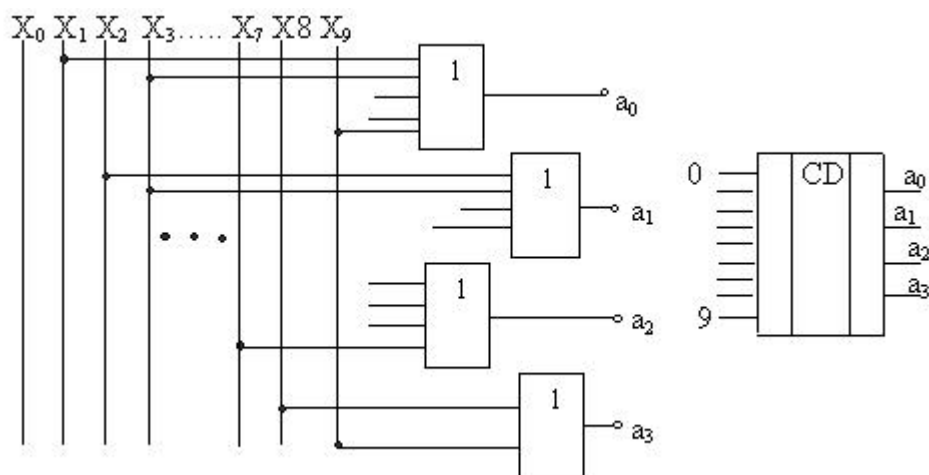 X₀ X₁ X₂ X₃..... X₇ X8 X₉
1
a₀
1
a₁
1
a₂
1
a₃
0 CD a₀
a₁
a₂
9 a₃